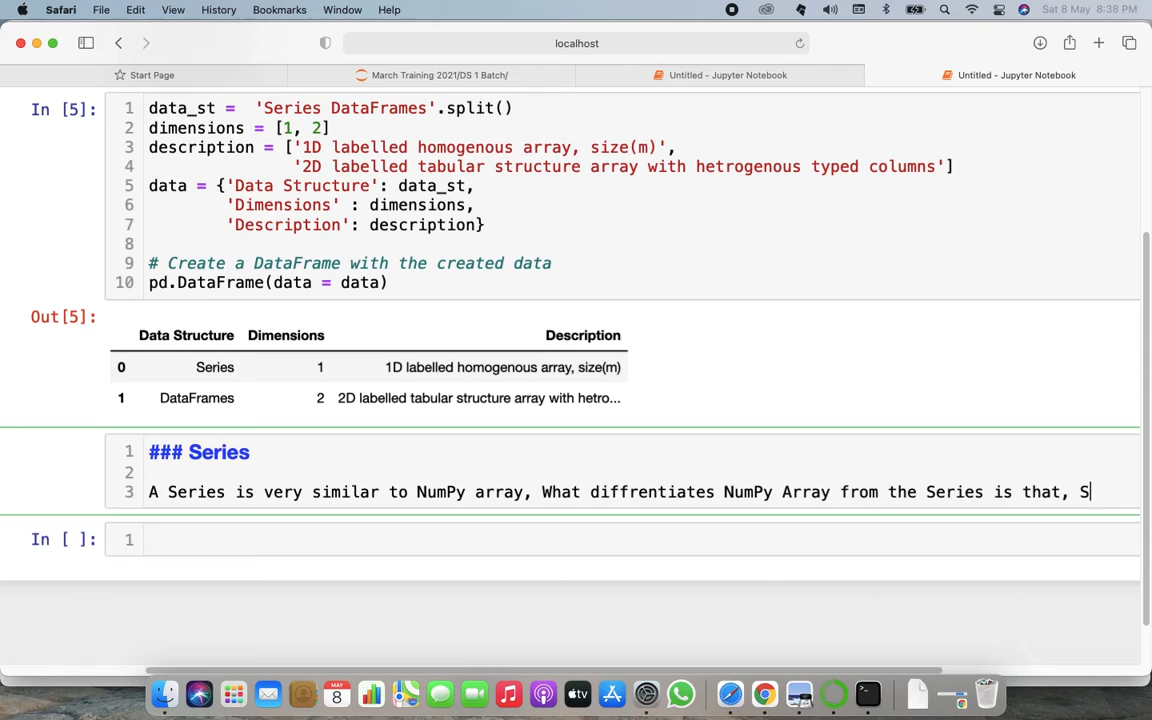 Safari File Edit View History Bookmarks Window Help Sat 8 May 8:38 PM
localhost
Start Page March Training 2021/DS 1 Batch/ Untitled - Jupyter Notebook Untitled - Jupyter Notebook
In [5]: 1 data_st = 'Series DataFrames'.split()
2 dimensions = [1, 2]
3 description = ['1D labelled homogenous array, size(m)',
4 '2D labelled tabular structure array with hetrogenous typed columns']
5 data = {'Data Structure': data_st,
6 'Dimensions' : dimensions,
7 'Description': description}
8
9 # Create a DataFrame with the created data
10 pd.DataFrame(data = data)
Out[5]:
Data Structure Dimensions Description
0 Series 1 1D labelled homogenous array, size(m)
1 DataFrames 2 2D labelled tabular structure array with hetro...
1 ### Series
2
3 A Series is very similar to NumPy array, What diffrentiates NumPy Array from the Series is that, S
In [ ]: 1
MAY
8
tv